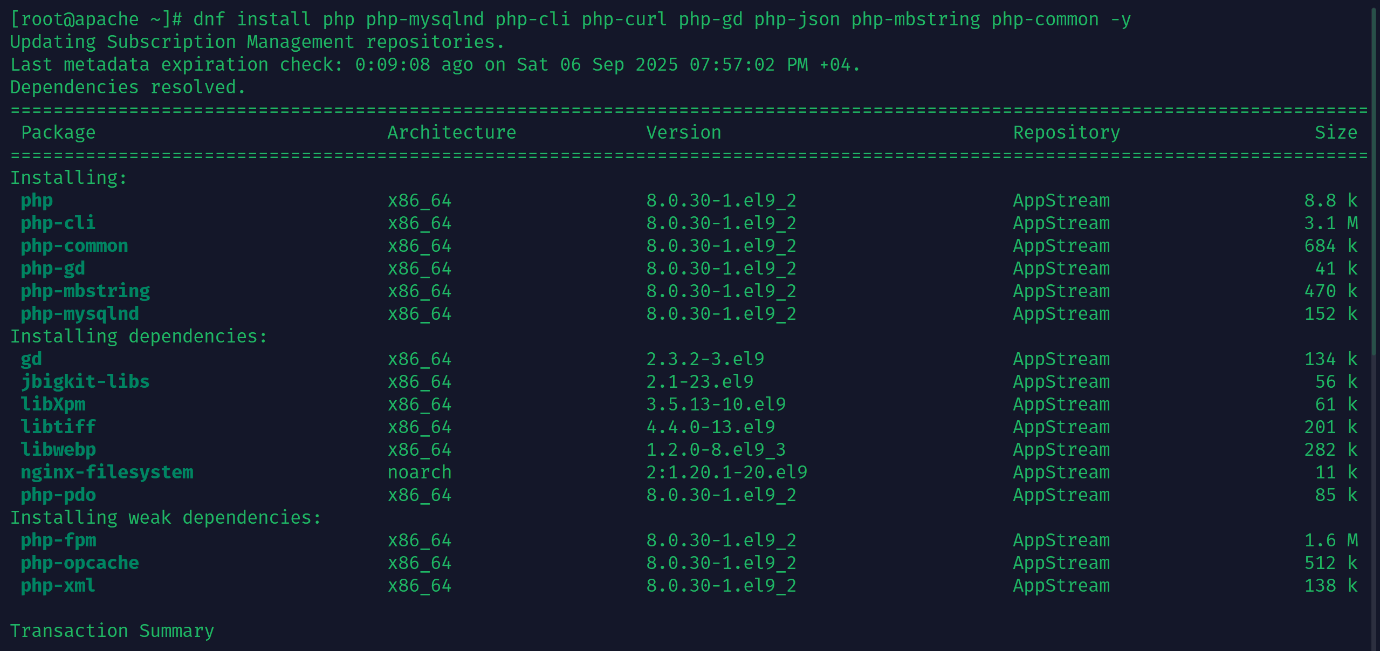 [root@apache ~]# dnf install php php-mysqlnd php-cli php-curl php-gd php-json php-mbstring php-common -y
Updating Subscription Management repositories.
Last metadata expiration check: 0:09:08 ago on Sat 06 Sep 2025 07:57:02 PM +04.
Dependencies resolved.
================================================================================================================================
Package Architecture Version Repository Size
================================================================================================================================
Installing:
php x86_64 8.0.30-1.el9_2 AppStream 8.8 k
php-cli x86_64 8.0.30-1.el9_2 AppStream 3.1 M
php-common x86_64 8.0.30-1.el9_2 AppStream 684 k
php-gd x86_64 8.0.30-1.el9_2 AppStream 41 k
php-mbstring x86_64 8.0.30-1.el9_2 AppStream 470 k
php-mysqlnd x86_64 8.0.30-1.el9_2 AppStream 152 k
Installing dependencies:
gd x86_64 2.3.2-3.el9 AppStream 134 k
jbigkit-libs x86_64 2.1-23.el9 AppStream 56 k
libXpm x86_64 3.5.13-10.el9 AppStream 61 k
libtiff x86_64 4.4.0-13.el9 AppStream 201 k
libwebp x86_64 1.2.0-8.el9_3 AppStream 282 k
nginx-filesystem noarch 2:1.20.1-20.el9 AppStream 11 k
php-pdo x86_64 8.0.30-1.el9_2 AppStream 85 k
Installing weak dependencies:
php-fpm x86_64 8.0.30-1.el9_2 AppStream 1.6 M
php-opcache x86_64 8.0.30-1.el9_2 AppStream 512 k
php-xml x86_64 8.0.30-1.el9_2 AppStream 138 k
Transaction Summary